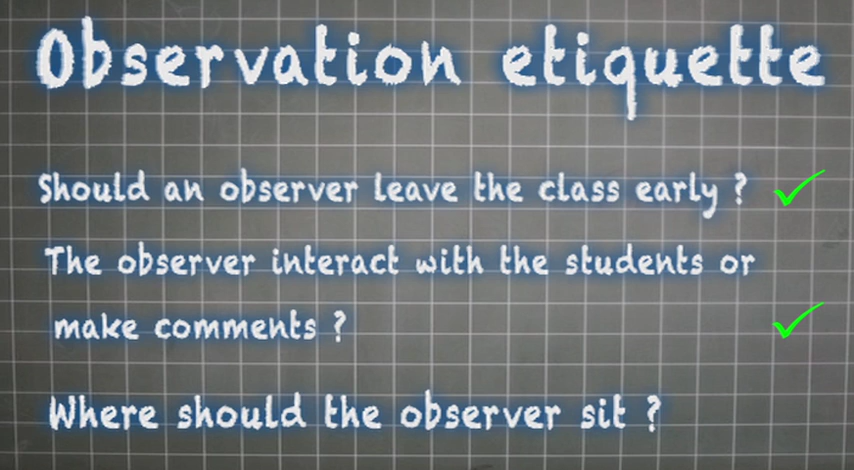 Observation etiquette
Should an observer leave the class early ?
The observer interact with the students or
make comments ?
Where should the observer sit ?